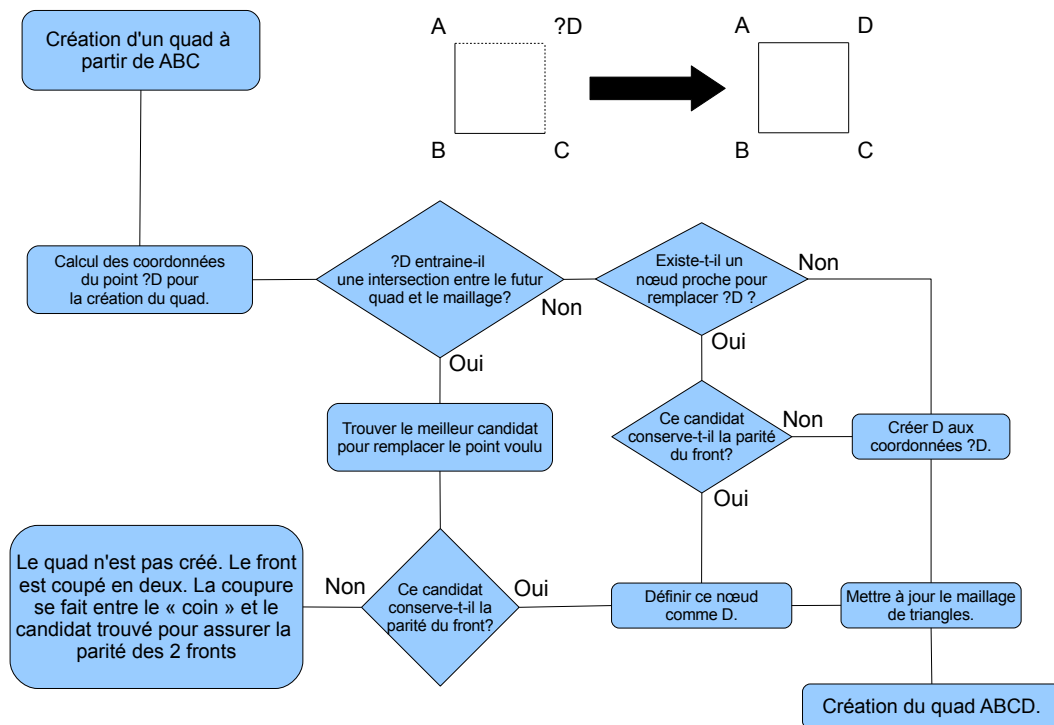 Création d'un quad à
partir de ABC
A
?D
B
C
A
D
B
C
Calcul des coordonnées
du point ?D pour
la création du quad.
?D entraine-il
une intersection entre le futur
quad et le maillage?
Non
Oui
Existe-t-il un
nœud proche pour
remplacer ?D ?
Non
Oui
Trouver le meilleur candidat
pour remplacer le point voulu
Ce candidat
conserve-t-il la parité
du front?
Non
Oui
Créer D aux
coordonnées ?D.
Le quad n'est pas créé. Le front
est coupé en deux. La coupure
se fait entre le « coin » et le
candidat trouvé pour assurer la
parité des 2 fronts
Non
Ce candidat
conserve-t-il la
parité du front?
Oui
Définir ce nœud
comme D.
Mettre à jour le maillage
de triangles.
Création du quad ABCD.